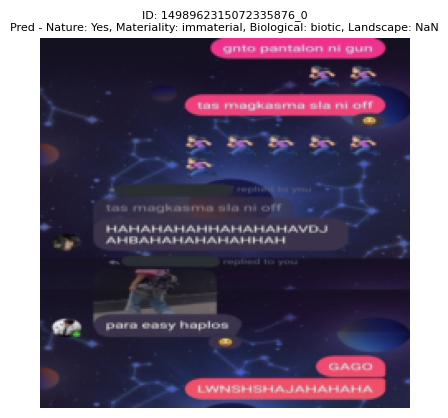 ID: 1498962315072335876_0
Pred - Nature: Yes, Materiality: immaterial, Biological: biotic, Landscape: NaN
gnto pantalon ni gun
tas magkasma sla ni off
replied to you
tas magkasma sla ni off
HAHAHAHAHHAHAHAHAVDJ
AHBAHAHAHAHAHHAH
replied to you
para easy haplos
GAGO
LWNSHSHAJAHAHAHA